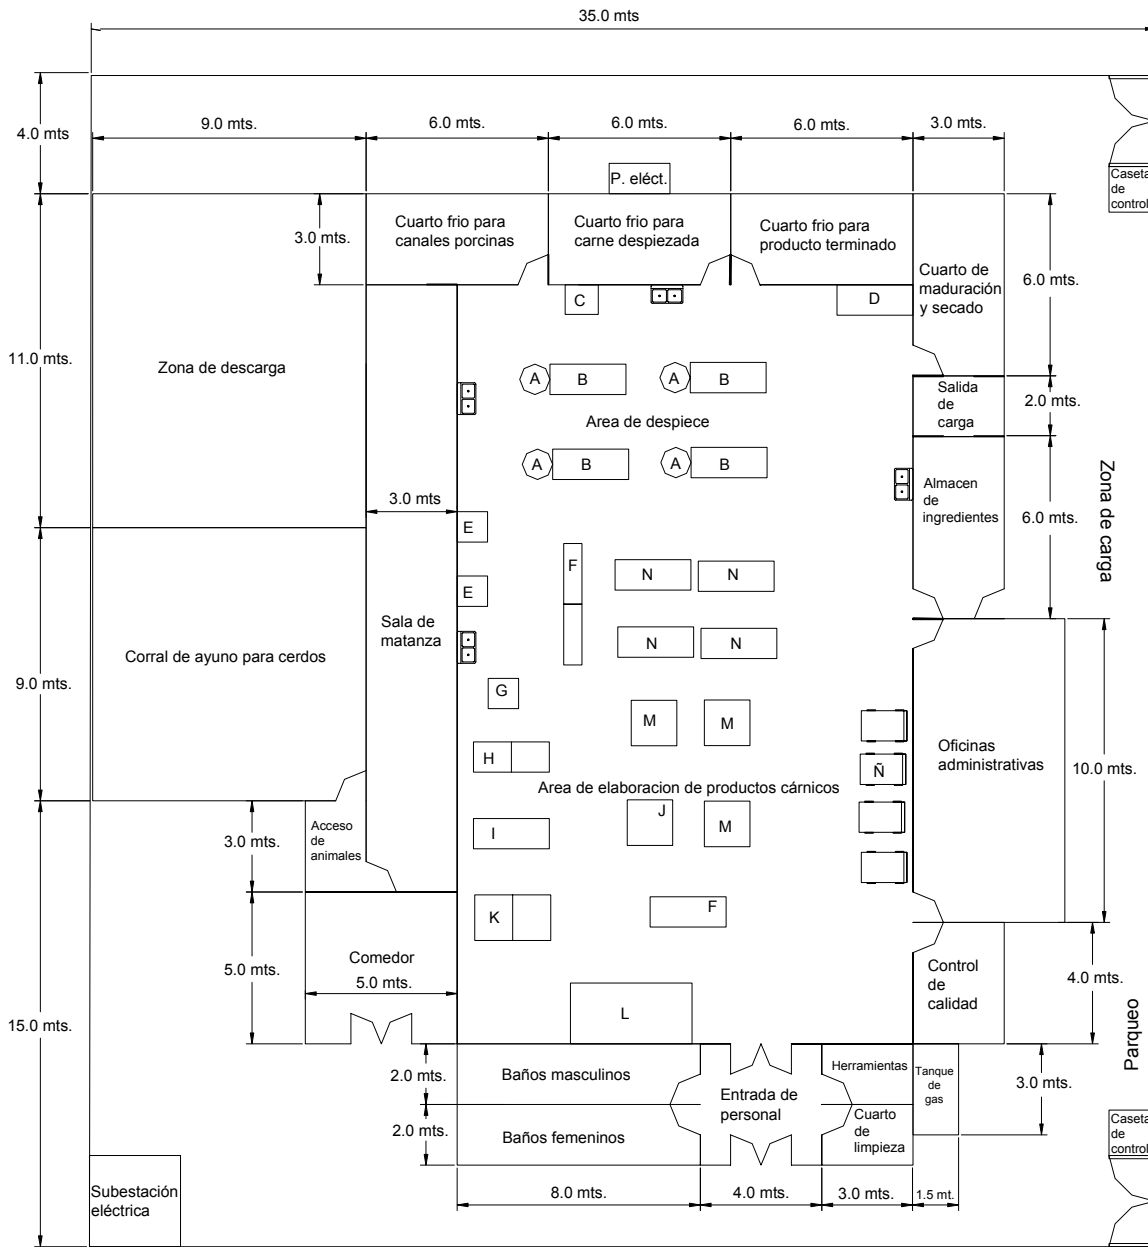 35.0 mts
4.0 mts
9.0 mts.
6.0 mts.
6.0 mts.
6.0 mts.
3.0 mts.
P. eléct.
Caseta
de
control
3.0 mts.
Cuarto frio para
canales porcinas
Cuarto frio para
carne despiezada
Cuarto frio para
producto terminado
Cuarto de
maduración
y secado
6.0 mts.
C
D
11.0 mts.
Zona de descarga
A
B
A
B
Area de despiece
A
B
A
B
Salida
de
carga
2.0 mts.
3.0 mts
Almacen
de
ingredientes
6.0 mts.
Zona de carga
E
E
F
N
N
N
N
Sala de
matanza
Corral de ayuno para cerdos
9.0 mts.
G
M
M
H
Ñ
Oficinas
administrativas
10.0 mts.
Area de elaboracion de productos cárnicos
Acceso
de
animales
3.0 mts.
I
J
M
K
F
Comedor
5.0 mts.
5.0 mts.
Control
de
calidad
4.0 mts.
L
15.0 mts.
Parqueo
2.0 mts.
Baños masculinos
Entrada de
personal
Herramientas
Tanque
de
gas
3.0 mts.
2.0 mts.
Baños femeninos
Cuarto
de
limpieza
Caseta
de
control
Subestación
eléctrica
8.0 mts.
4.0 mts.
3.0 mts.
1.5 mt.